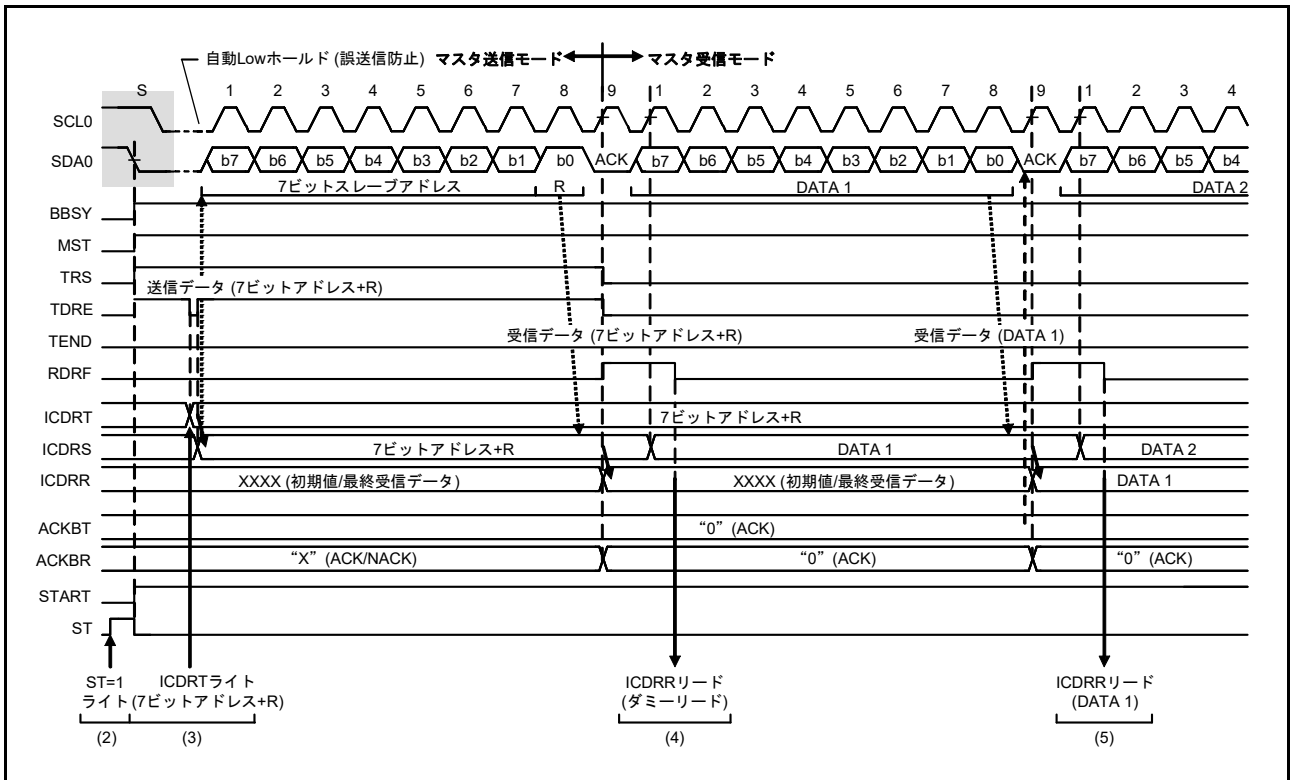 自動Lowホールド (誤送信防止) マスタ送信モード マスタ受信モード
S 1 2 3 4 5 6 7 8 9 1 2 3 4 5 6 7 8 9 1 2 3 4
SCL0
SDA0 b7 b6 b5 b4 b3 b2 b1 b0 ACK b7 b6 b5 b4 b3 b2 b1 b0 ACK b7 b6 b5 b4
7ビットスレーブアドレス R DATA 1 DATA 2
BBSY
MST
TRS
送信データ (7ビットアドレス+R)
TDRE
受信データ (7ビットアドレス+R) 受信データ (DATA 1)
TEND
RDRF
ICDRT 7ビットアドレス+R
ICDRS 7ビットアドレス+R DATA 1 DATA 2
ICDRR XXXX (初期値/最終受信データ) XXXX (初期値/最終受信データ) DATA 1
ACKBT “0” (ACK)
ACKBR “X” (ACK/NACK) “0” (ACK) “0” (ACK)
START
ST
ST=1 ICDRTライト ICDRRリード ICDRRリード
ライト (7ビットアドレス+R) (ダミーリード) (DATA 1)
(2) (3) (4) (5)